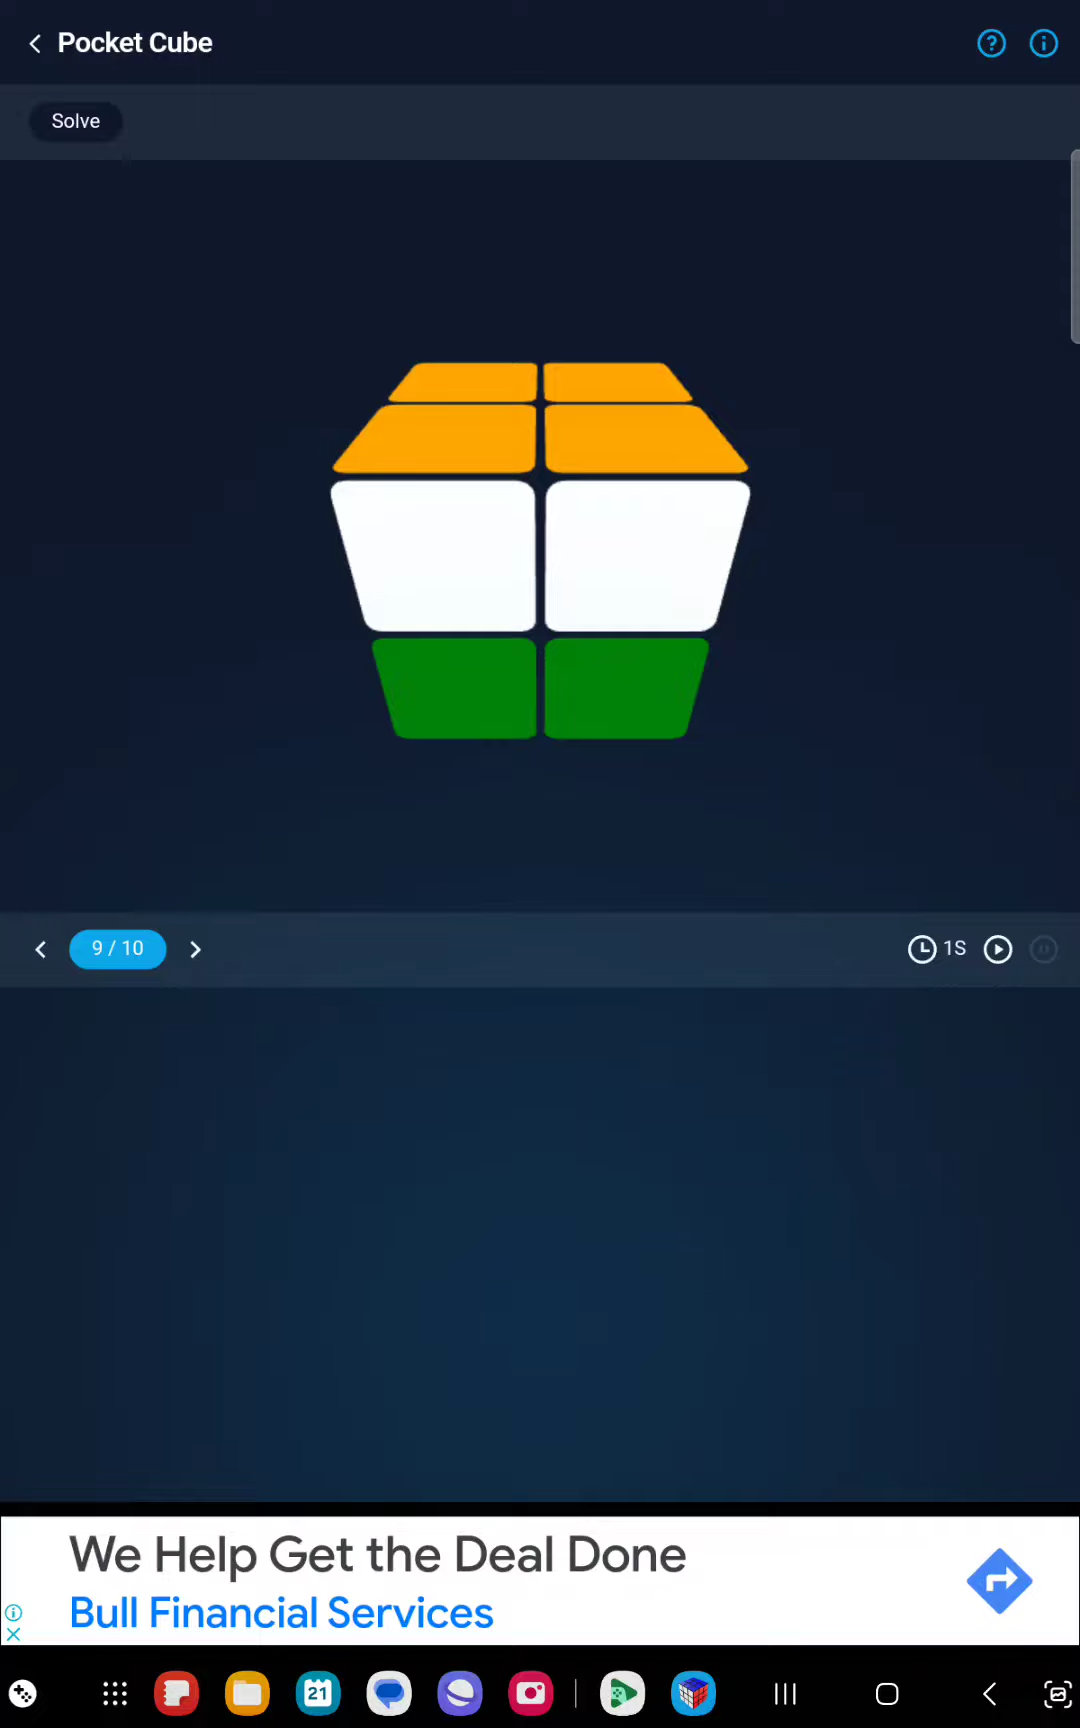 Pocket Cube
Solve
9 / 10
1S
We Help Get the Deal Done
Bull Financial Services
21